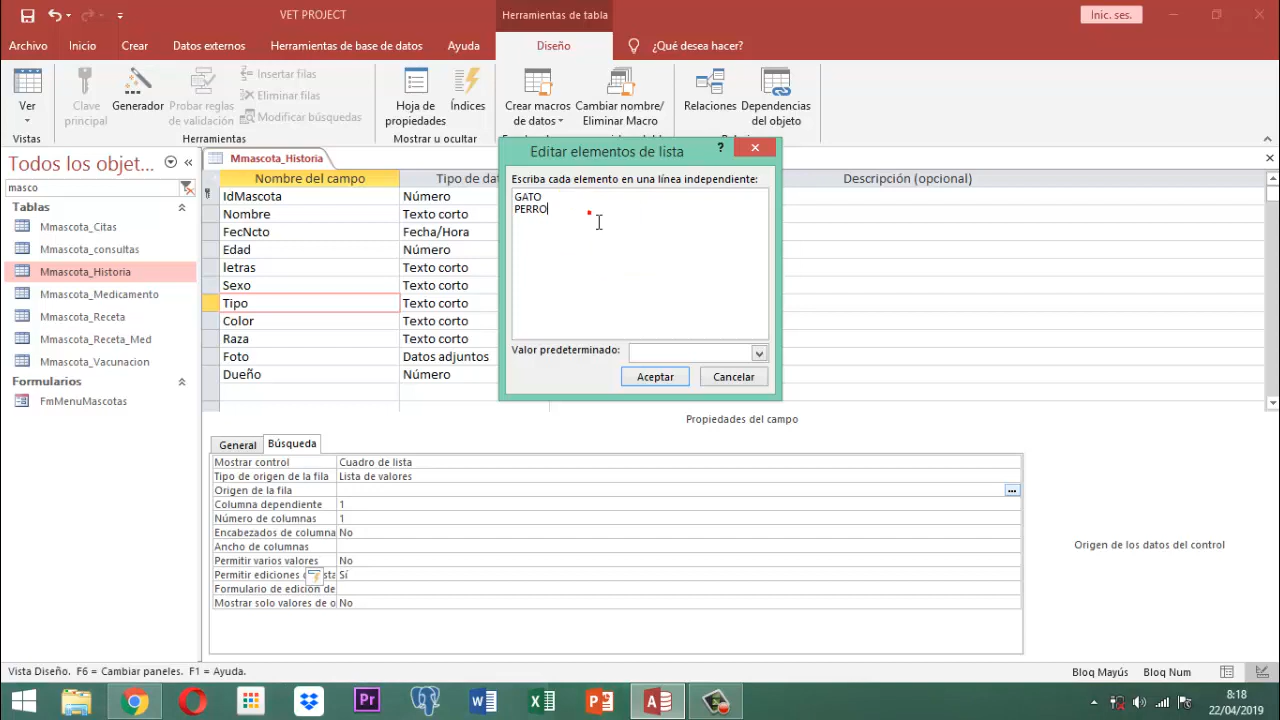 VET PROJECT
Herramientas de tabla
Inic. ses.
Archivo
Inicio
Crear
Datos externos
Herramientas de base de datos
Ayuda
Diseño
¿Qué desea hacer?
Ver
Clave principal
Generador
Probar reglas de validación
Insertar filas
Eliminar filas
Modificar búsquedas
Hoja de propiedades
Índices
Crear macros de datos
Cambiar nombre/ Eliminar Macro
Relaciones
Dependencias del objeto
Vistas
Herramientas
Mostrar u ocultar
Todos los objet...
masco
Tablas
Mmascota_Citas
Mmascota_consultas
Mmascota_Historia
Mmascota_Medicamento
Mmascota_Receta
Mmascota_Receta_Med
Mmascota_Vacunacion
Formularios
FmMenuMascotas
Mmascota_Historia
Nombre del campo
Tipo de dat
Descripción (opcional)
IdMascota Número
Nombre Texto corto
FecNcto Fecha/Hora
Edad Número
letras Texto corto
Sexo Texto corto
Tipo Texto corto
Color Texto corto
Raza Texto corto
Foto Datos adjuntos
Dueño Número
Editar elementos de lista
?
Escriba cada elemento en una línea independiente:
GATO
PERRO
Valor predeterminado:
Aceptar
Cancelar
Propiedades del campo
General
Búsqueda
Mostrar control Cuadro de lista
Tipo de origen de la fila Lista de valores
Origen de la fila ...
Columna dependiente 1
Número de columnas 1
Encabezados de columna No
Ancho de columnas
Permitir varios valores No
Permitir ediciones sta Sí
Formulario de edición de
Mostrar solo valores de o No
Origen de los datos del control
Vista Diseño. F6 = Cambiar paneles. F1 = Ayuda.
Bloq Mayús
Bloq Num
8:18
22/04/2019